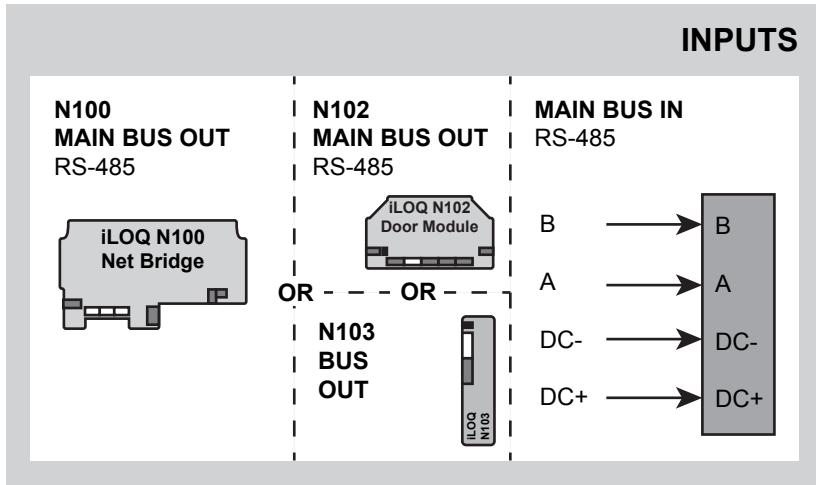 INPUTS
N100
MAIN BUS OUT
RS-485
iLOQ N100
Net Bridge
N102
MAIN BUS OUT
RS-485
iLOQ N102
Door Module
OR
OR
N103
BUS
OUT
iLOQ
N103
MAIN BUS IN
RS-485
B
B
A
A
DC-
DC-
DC+
DC+